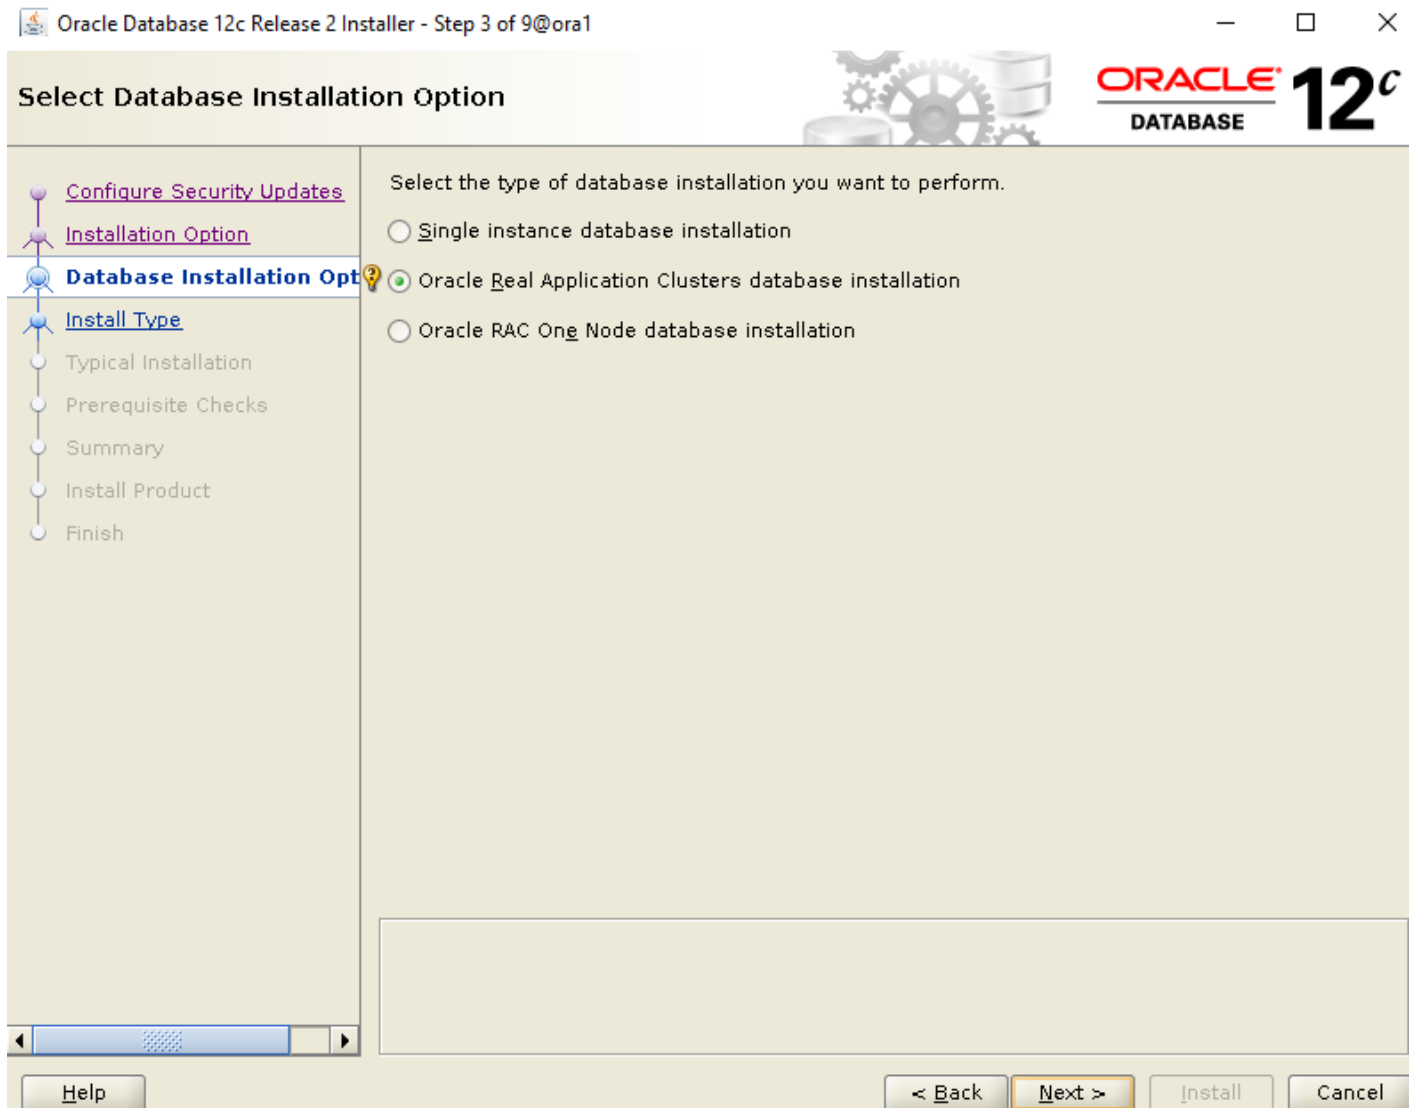 Oracle Database 12c Release 2 Installer - Step 3 of 9@ora1
Select Database Installation Option
ORACLE
DATABASE
12c
Configure Security Updates
Installation Option
Database Installation Opt
Install Type
Typical Installation
Prerequisite Checks
Summary
Install Product
Finish
Select the type of database installation you want to perform.
Single instance database installation
Oracle Real Application Clusters database installation
Oracle RAC One Node database installation
Help
< Back
Next >
Install
Cancel